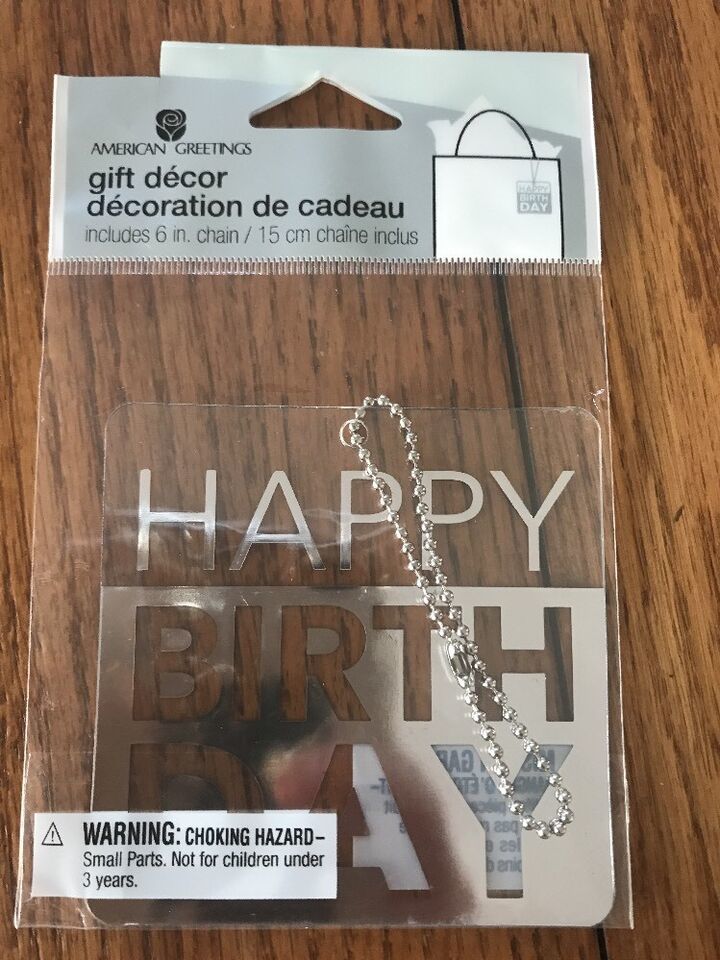 AMERICAN GREETINGS
gift décor
décoration de cadeau
includes 6 in. chain / 15 cm chaîne inclus
HAPPY
BIRTH
DAY
HAPPY
BIRTH
DAY
WARNING: CHOKING HAZARD–
Small Parts. Not for children under
3 years.